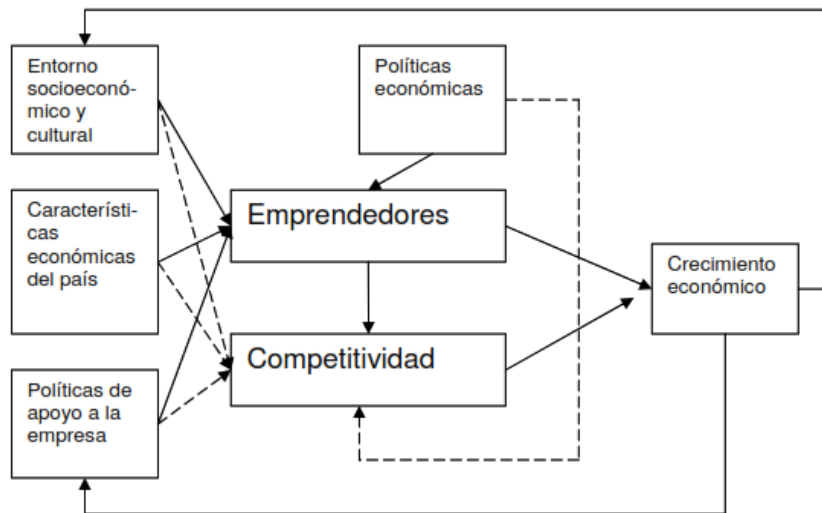 Entorno
socioeconó-
mico y
cultural
Políticas
económicas
Característi-
cas
económicas
del país
Emprendedores
Crecimiento
económico
Competitividad
Políticas de
apoyo a la
empresa